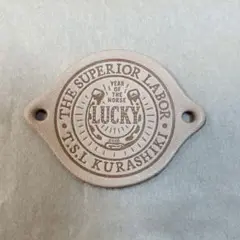 THE SUPERIOR LABOR
YEAR
OF THE
HORSE
LUCKY
T.S.L KURASHIKI